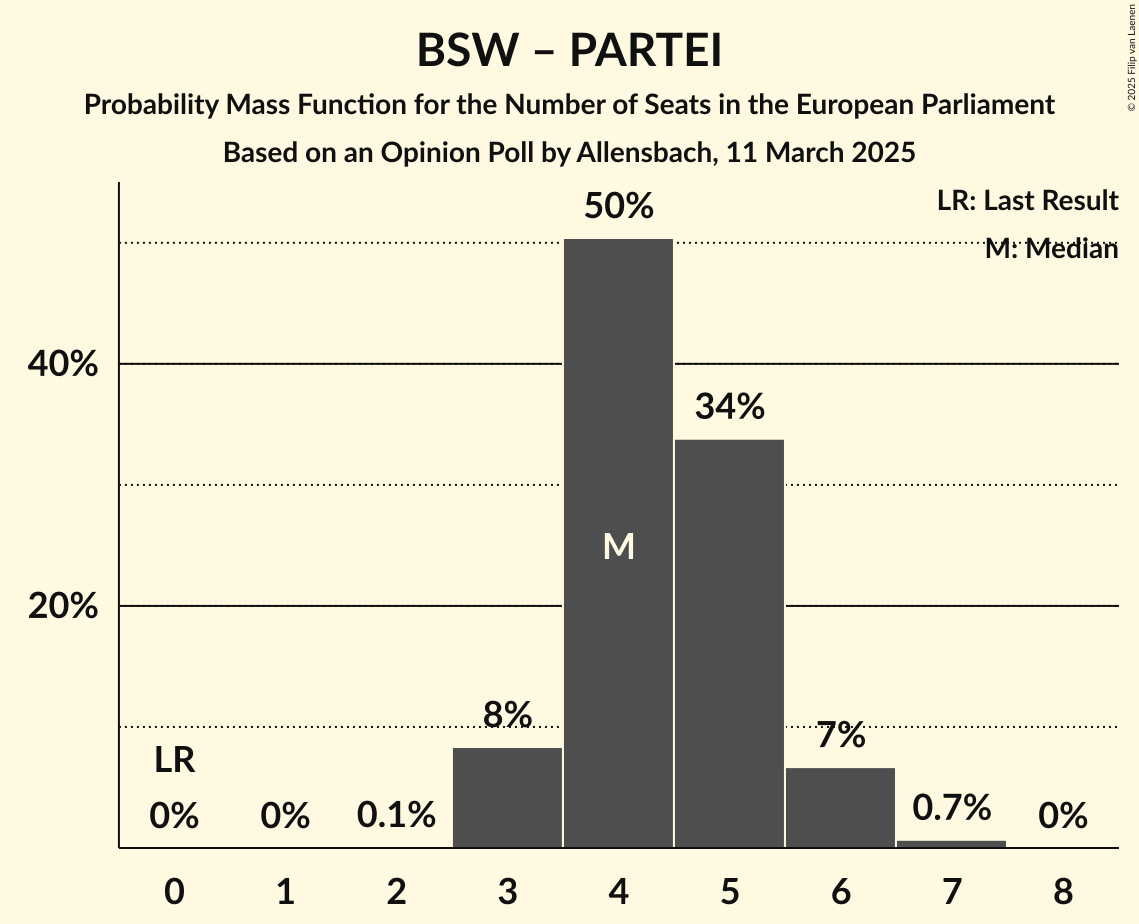 BSW – PARTEI
Probability Mass Function for the Number of Seats in the European Parliament
Based on an Opinion Poll by Allensbach, 11 March 2025
© 2025 Filip van Laenen
LR: Last Result
M: Median
50%
40%
34%
M
20%
8%
7%
LR
0%
0%
0.1%
0.7%
0%
0 1 2 3 4 5 6 7 8